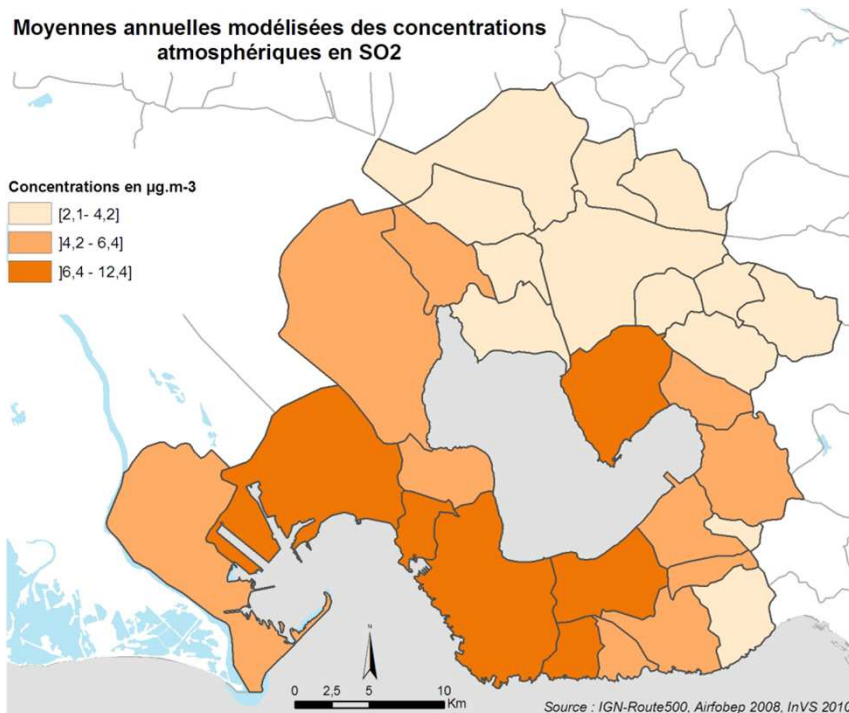 Moyennes annuelles modélisées des concentrations
atmosphériques en SO2
Concentrations en µg.m-3
[2,1- 4,2]
]4,2 - 6,4]
]6,4 - 12,4]
N
0 2,5 5 10
Km
Source : IGN-Route500, Airfobep 2008, InVS 2010